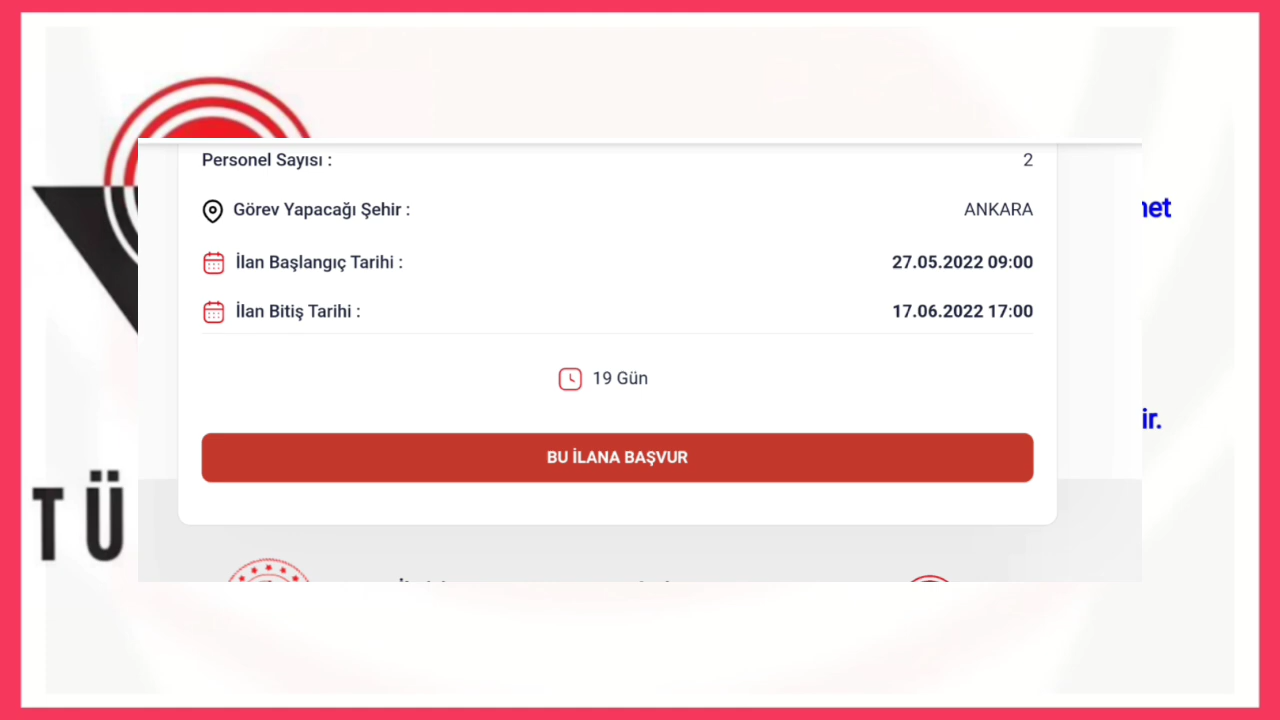 Personel Sayısı : 2
Görev Yapacağı Şehir : ANKARA
İlan Başlangıç Tarihi : 27.05.2022 09:00
İlan Bitiş Tarihi : 17.06.2022 17:00
19 Gün
BU İLANA BAŞVUR
TÜ